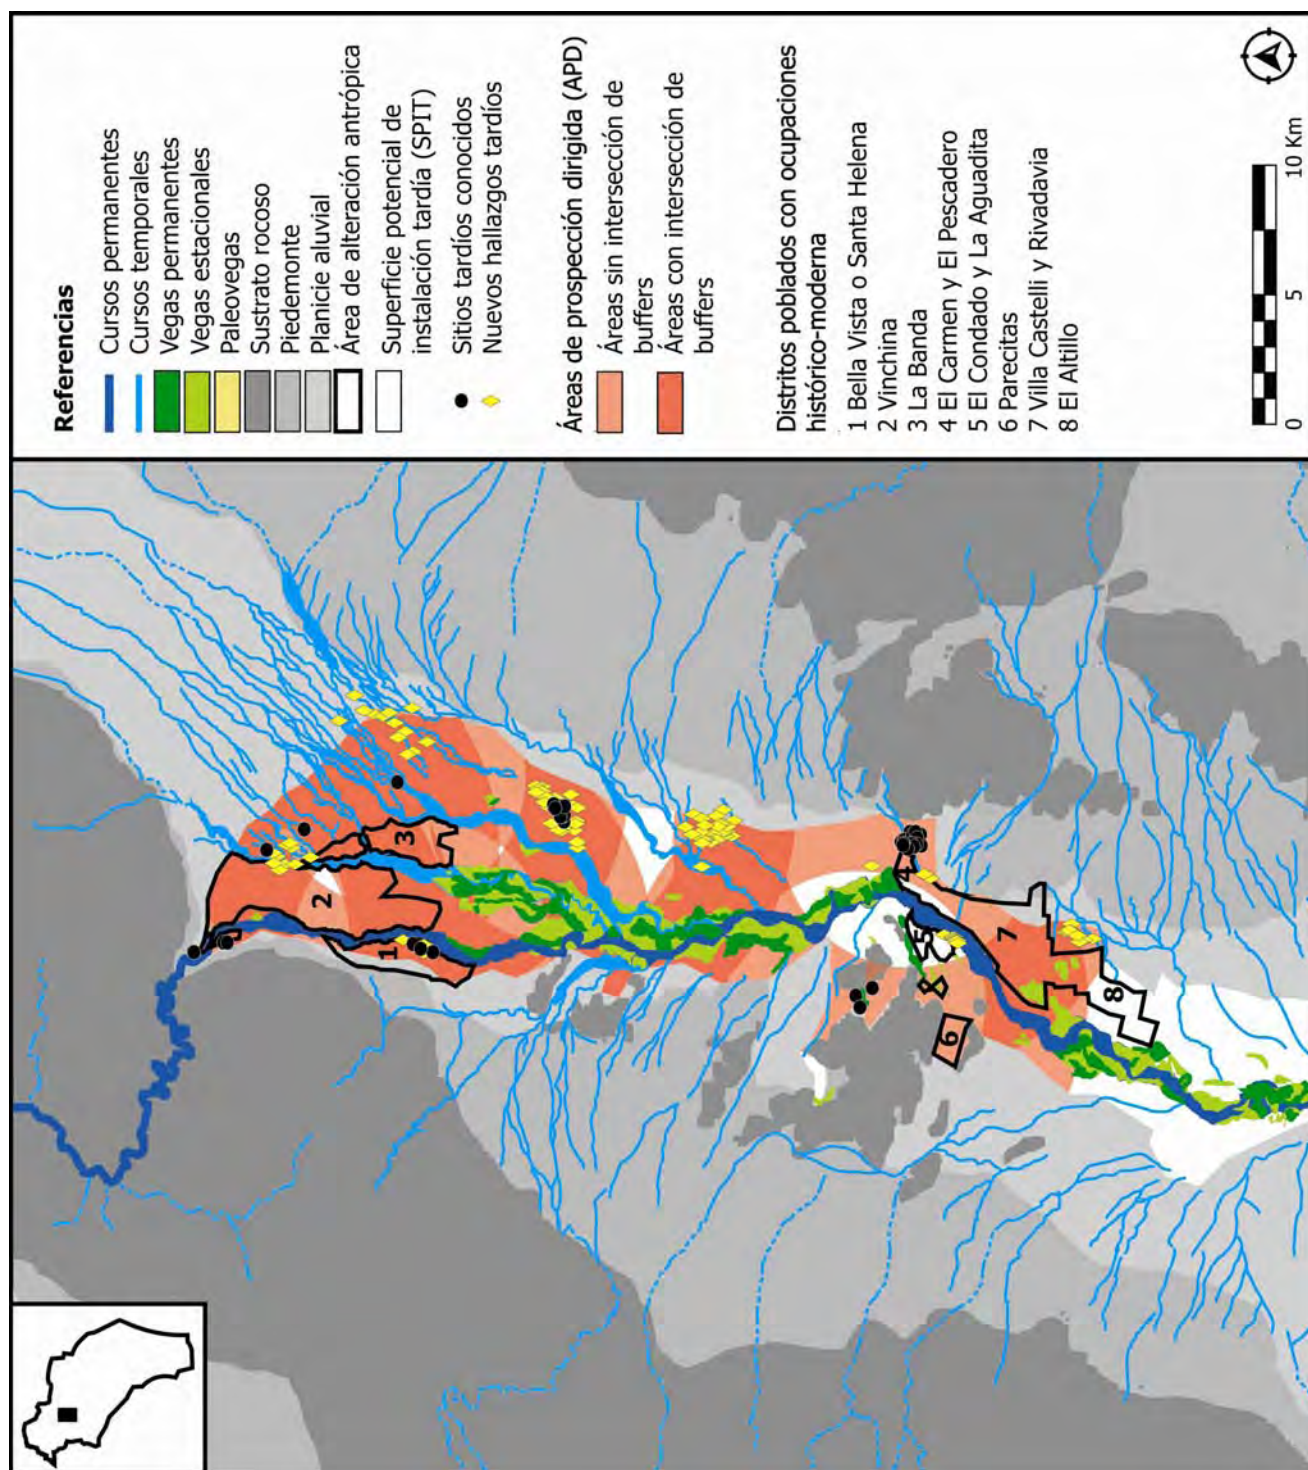 Referencias
Cursos permanentes
Cursos temporales
Vegas permanentes
Vegas estacionales
Paleovegas
Sustrato rocoso
Piedemonte
Planicie aluvial
Área de alteración antrópica
Superficie potencial de
instalación tardía (SPIT)
Sitios tardíos conocidos
Nuevos hallazgos tardíos
Áreas de prospección dirigida (APD)
Áreas sin intersección de
buffers
Áreas con intersección de
buffers
Distritos poblados con ocupaciones
histórico-moderna
1 Bella Vista o Santa Helena
2 Vinchina
3 La Banda
4 El Carmen y El Pescadero
5 El Condado y La Aguadita
6 Parecitas
7 Villa Castelli y Rivadavia
8 El Altillo
0 5 10 Km
1
2
3
4
5
6
7
8